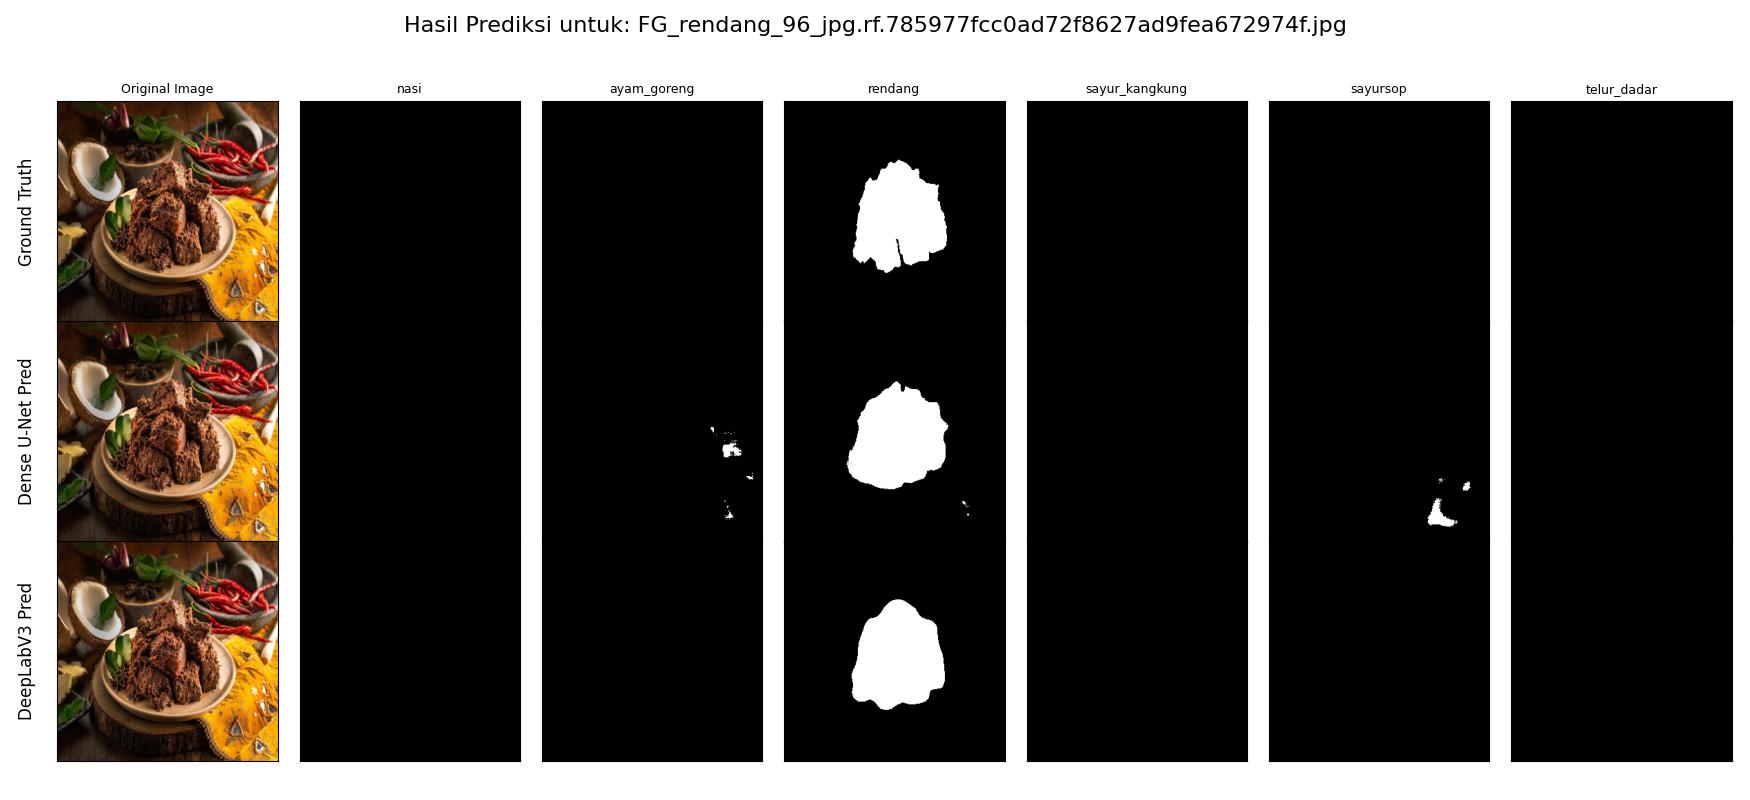 Hasil Prediksi untuk: FG_rendang_96_jpg.rf.785977fcc0ad72f8627ad9fea672974f.jpg
Original Image
nasi
ayam_goreng
rendang
sayur_kangkung
sayursop
telur_dadar
Ground Truth
Dense U-Net Pred
DeepLabV3 Pred